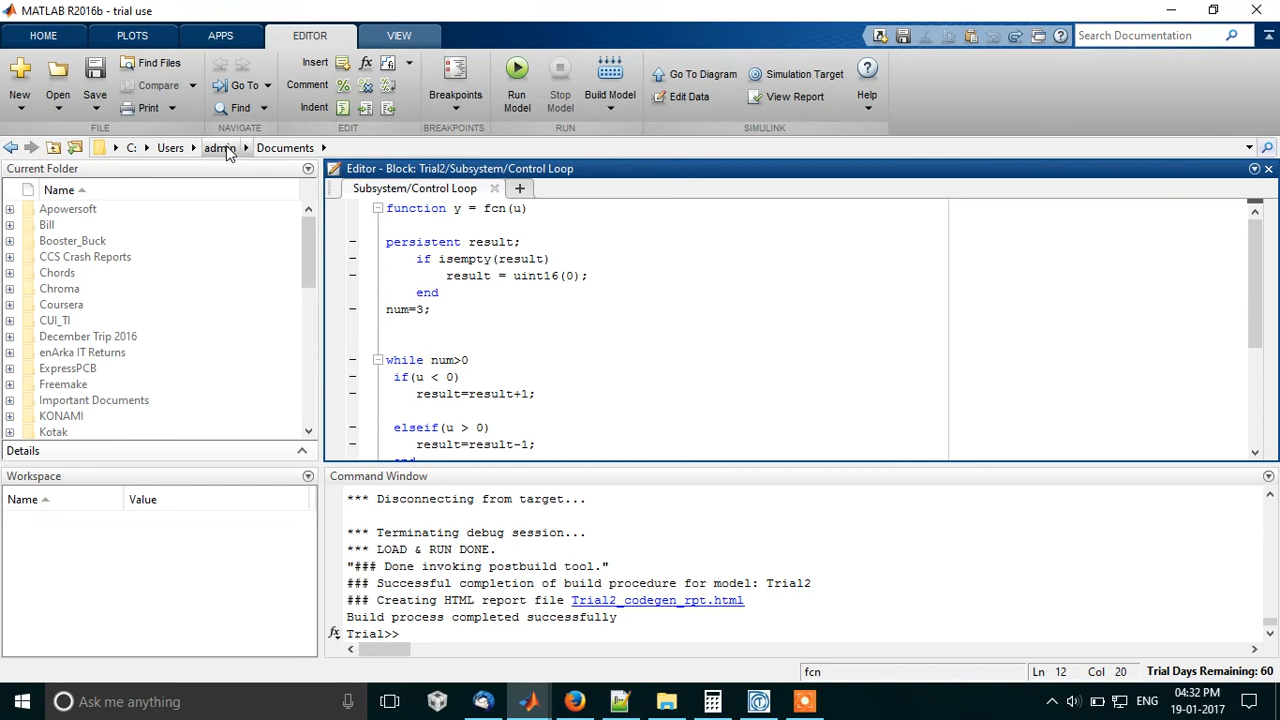 MATLAB R2016b - trial use
HOME PLOTS APPS EDITOR VIEW
Search Documentation
New Open Save
Find Files
Compare
Print
Go To
Find
Insert
Comment
Indent
Breakpoints
Run Model
Stop Model
Build Model
Go To Diagram
Edit Data
Simulation Target
View Report
Help
FILE NAVIGATE EDIT BREAKPOINTS RUN SIMULINK
C: Users admin Documents
Current Folder
Name
Apowersoft
Bill
Booster_Buck
CCS Crash Reports
Chords
Chroma
Coursera
CUI_TI
December Trip 2016
enArka IT Returns
ExpressPCB
Freemake
Important Documents
KONAMI
Kotak
Details
Workspace
Name Value
Editor - Block: Trial2/Subsystem/Control Loop
Subsystem/Control Loop
function y = fcn(u)
persistent result;
if isempty(result)
result = uint16(0);
end
num=3;
while num>0
if(u < 0)
result=result+1;
elseif(u > 0)
result=result-1;
end
Command Window
*** Disconnecting from target...
*** Terminating debug session...
*** LOAD & RUN DONE.
"### Done invoking postbuild tool."
### Successful completion of build procedure for model: Trial2
### Creating HTML report file Trial2_codegen_rpt.html
Build process completed successfully
fx Trial>>
fcn Ln 12 Col 20 Trial Days Remaining: 60
Ask me anything
ENG
04:32 PM
19-01-2017